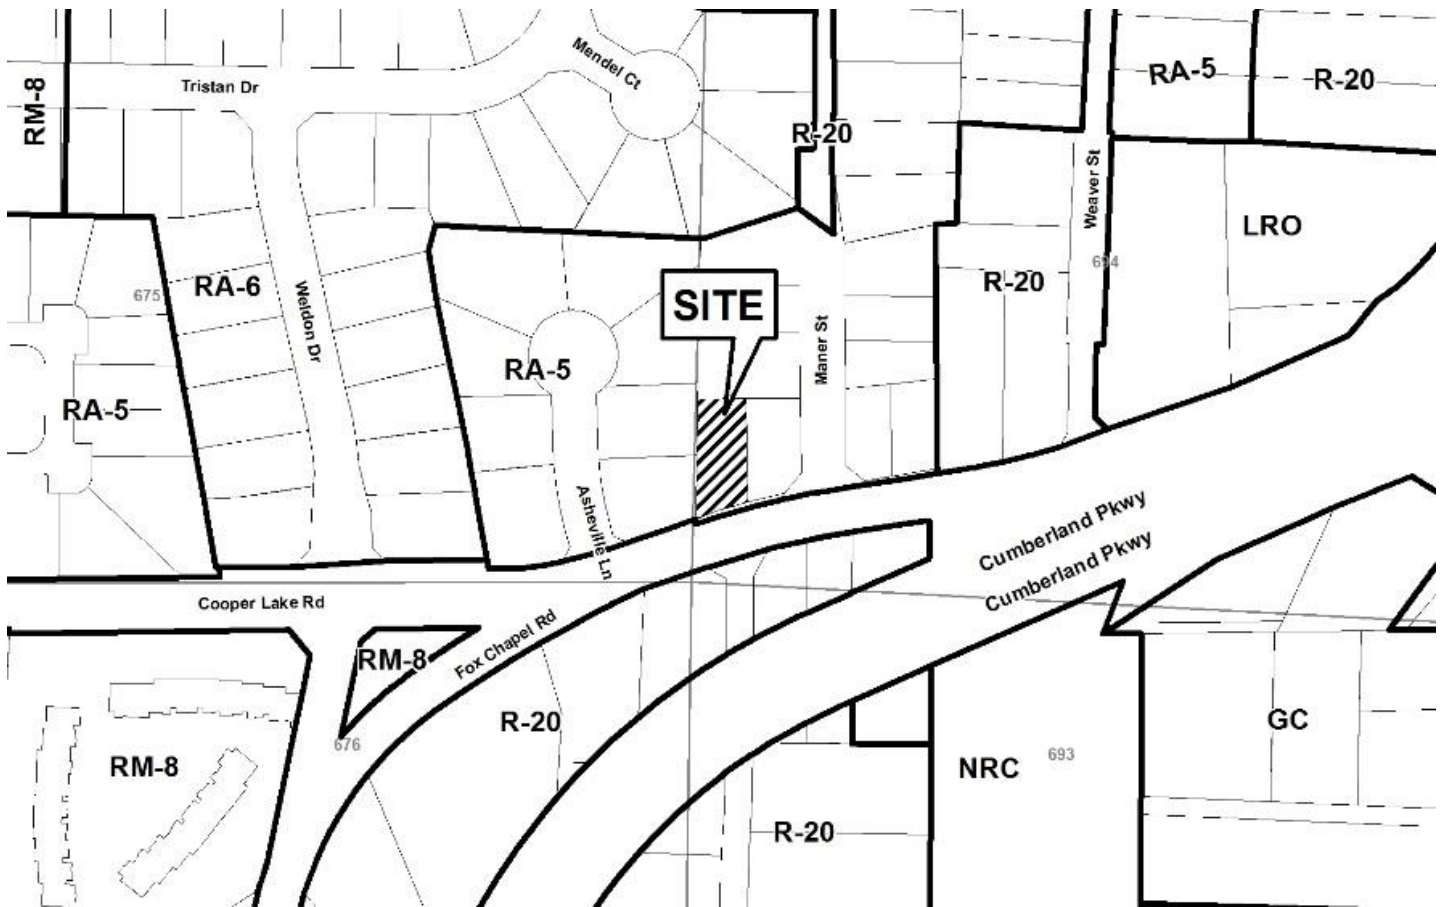 Mendel Ct
RA-5
R-20
Tristan Dr
RM-8
R-20
Weaver St
LRO
694
R-20
RA-6
675
Weldon Dr
SITE
Maner St
RA-5
RA-5
Asheville Ln
Cumberland Pkwy
Cumberland Pkwy
Cooper Lake Rd
Fox Chapel Rd
RM-8
R-20
GC
676
693
RM-8
NRC
R-20